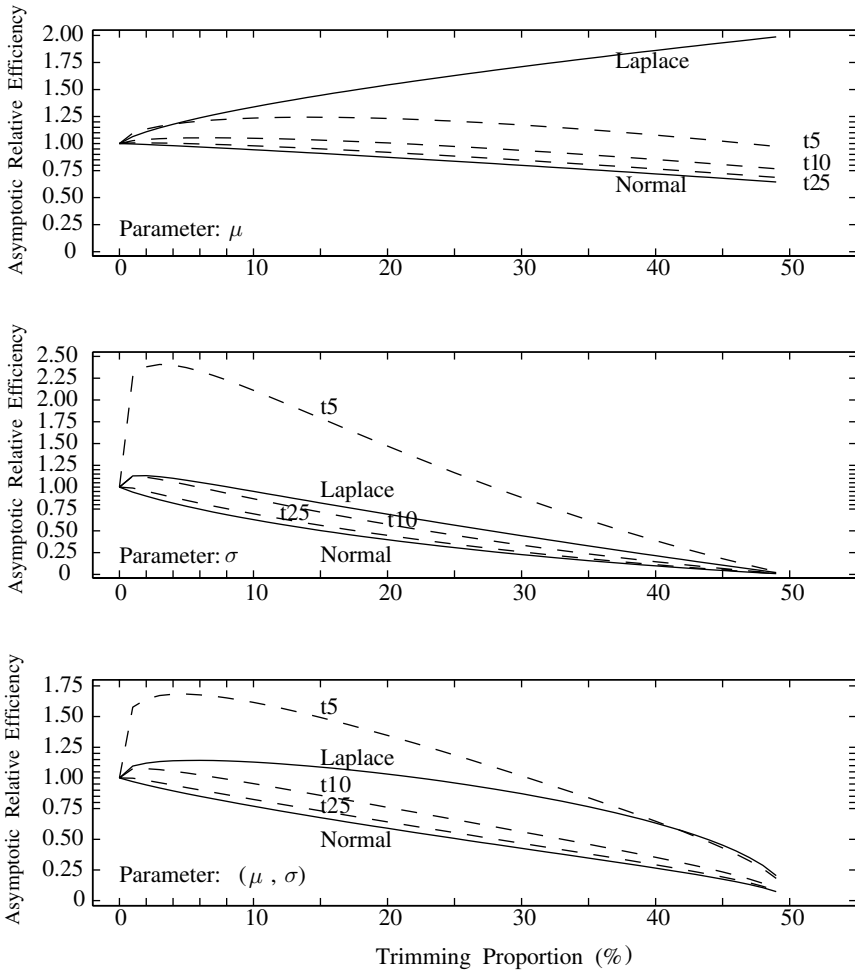 Asymptotic Relative Efficiency
2.00
1.75
1.50
1.25
1.00
0.75
0.50
0.25
0
Laplace
t5
t10
t25
Normal
Parameter: μ
0 10 20 30 40 50
Asymptotic Relative Efficiency
2.50
2.25
2.00
1.75
1.50
1.25
1.00
0.75
0.50
0.25
0
t5
Laplace
t25
t10
Normal
Parameter: σ
0 10 20 30 40 50
Asymptotic Relative Efficiency
1.75
1.50
1.25
1.00
0.75
0.50
0.25
0
t5
Laplace
t10
t25
Normal
Parameter: (μ , σ)
0 10 20 30 40 50
Trimming Proportion (%)